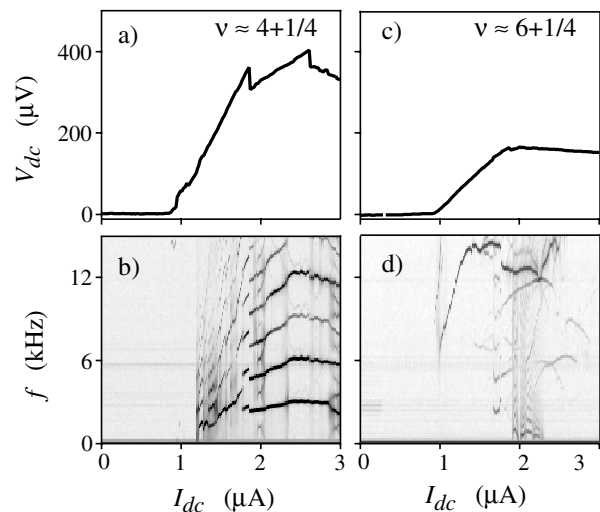 a) ν ≈ 4+1/4 c) ν ≈ 6+1/4
400
200
0
V_dc (µV)
b) d)
12
6
0
f (kHz)
0 1 2 3 0 1 2 3
I_dc (µA) I_dc (µA)